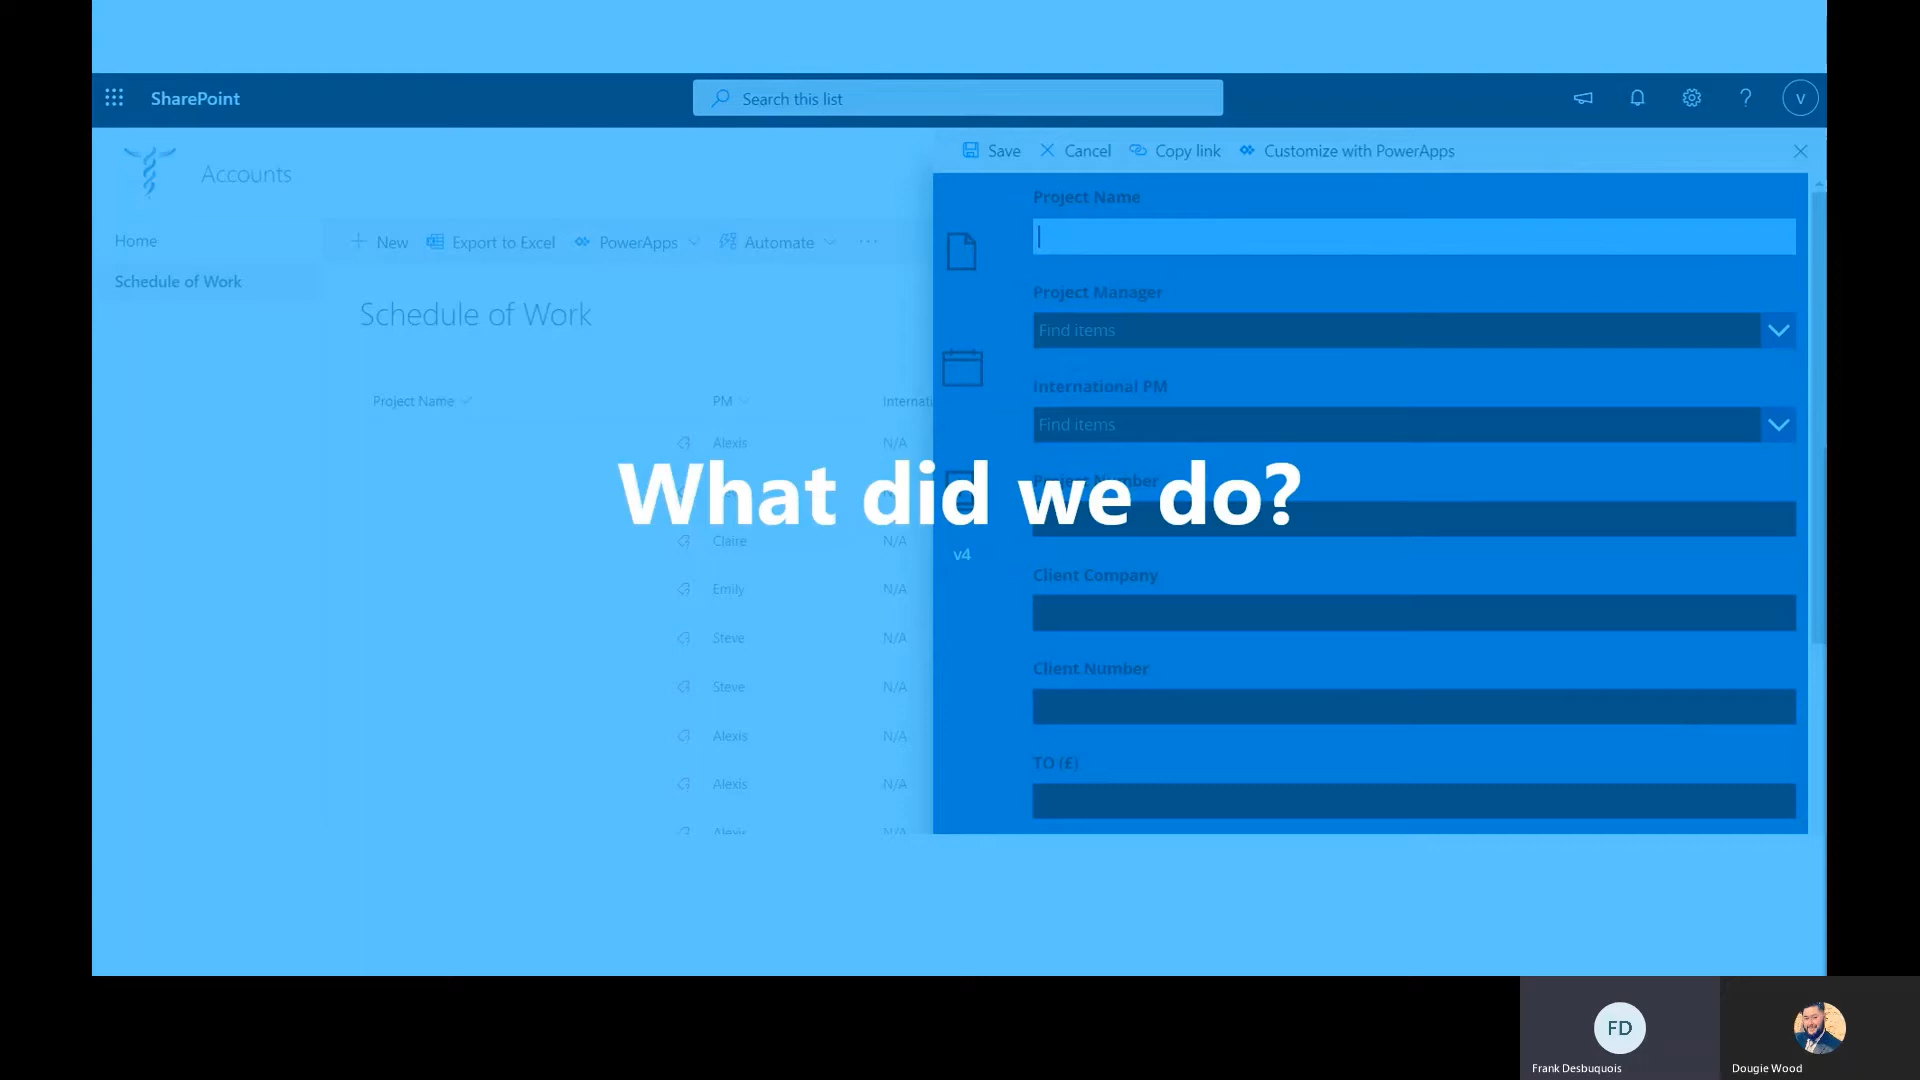 SharePoint
Search this list
V
Accounts
Save
Cancel
Copy link
Customize with PowerApps
Home
Schedule of Work
New
Export to Excel
PowerApps
Automate
Schedule of Work
Project Name
PM
Internati
Alexis
N/A
Claire
N/A
Emily
N/A
Steve
N/A
Steve
N/A
Alexis
N/A
Alexis
N/A
Alexis
N/A
What did we do?
v4
Project Name
Project Manager
Find items
International PM
Find items
Project Number
Client Company
Client Number
TO (£)
FD
Frank Desbuquois
Dougie Wood